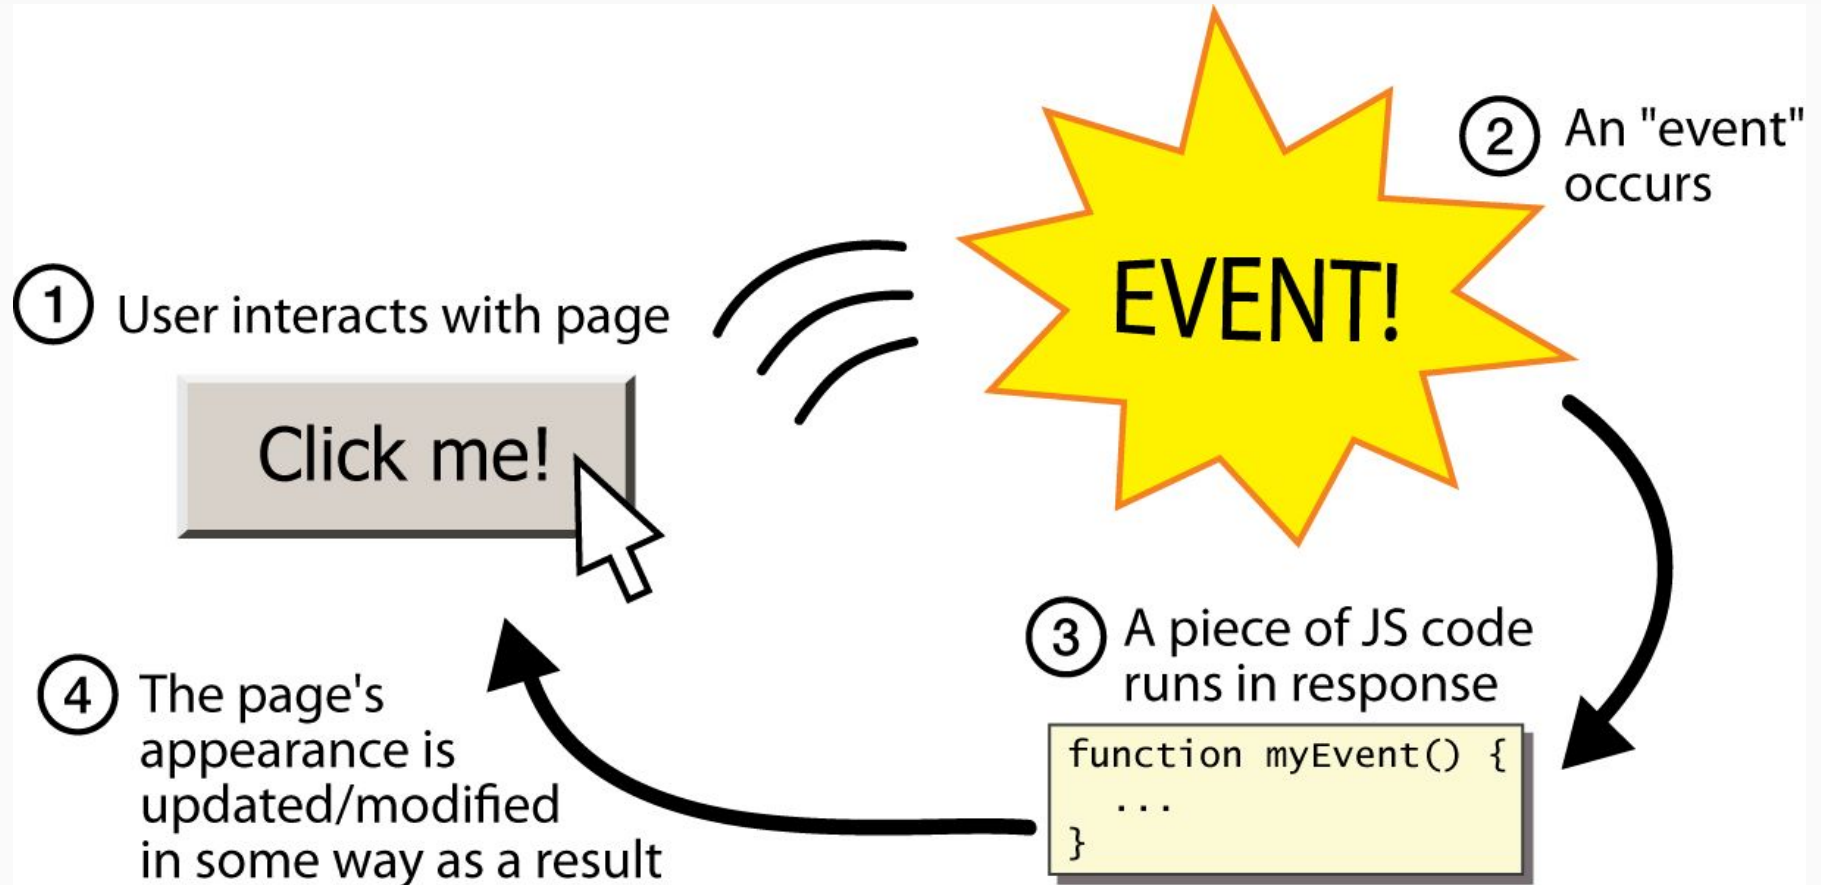 1 User interacts with page
Click me!
EVENT!
2 An "event"
occurs
3 A piece of JS code
runs in response
function myEvent() {
...
}
4 The page's
appearance is
updated/modified
in some way as a result